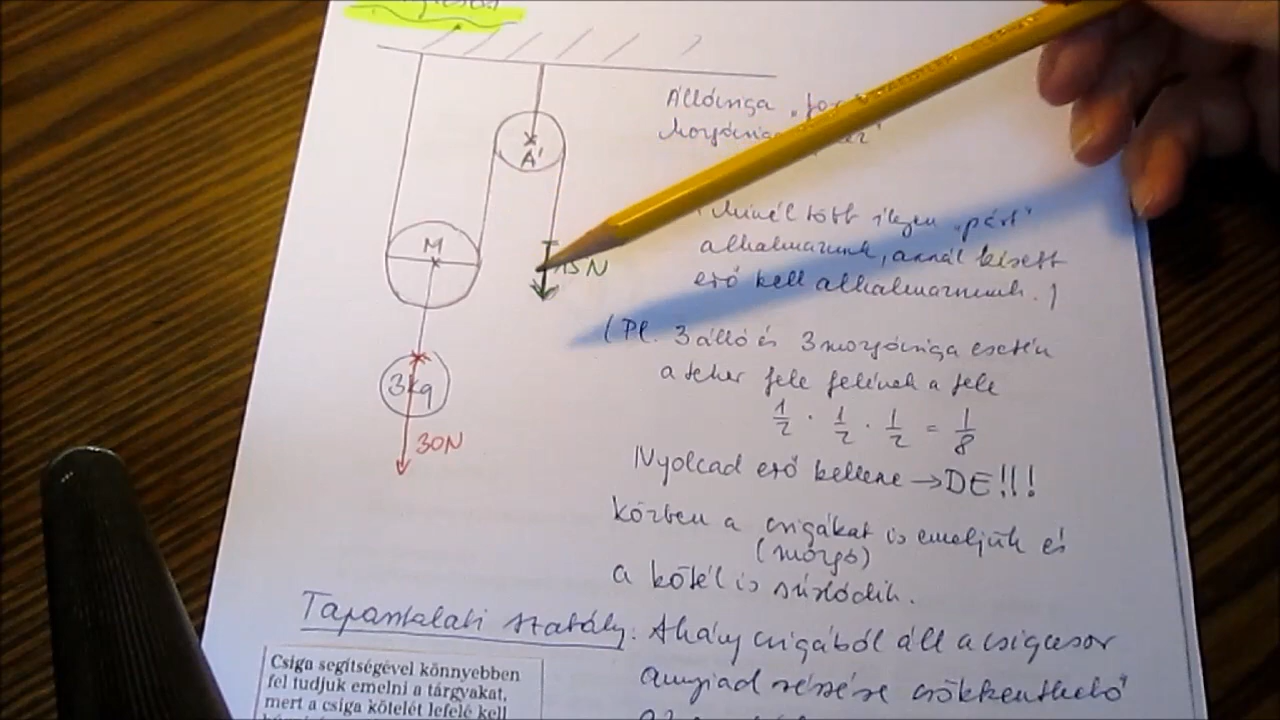 Állócsiga „for
Mozgócsiga
A'
M
(Minél több ilyen „párt"
alkalmazunk, annál kisebb
15N
erő kell alkalmaznunk.)
(Pl. 3 álló és 3 mozgócsiga esetén
a teher fele felének a fele
3kg
1/2 · 1/2 · 1/2 = 1/8
30N
Nyolcad erő kellene → DE!!!
közben a csigákat is emeljük és
(mozgó)
a kötél is súrlódik.
Tapasztalati szabály: Ahány csigából áll a csigasor
annyiad részére csökkenthető
Csiga segítségével könnyebben
fel tudjuk emelni a tárgyakat,
mert a csiga kötelét lefelé kell